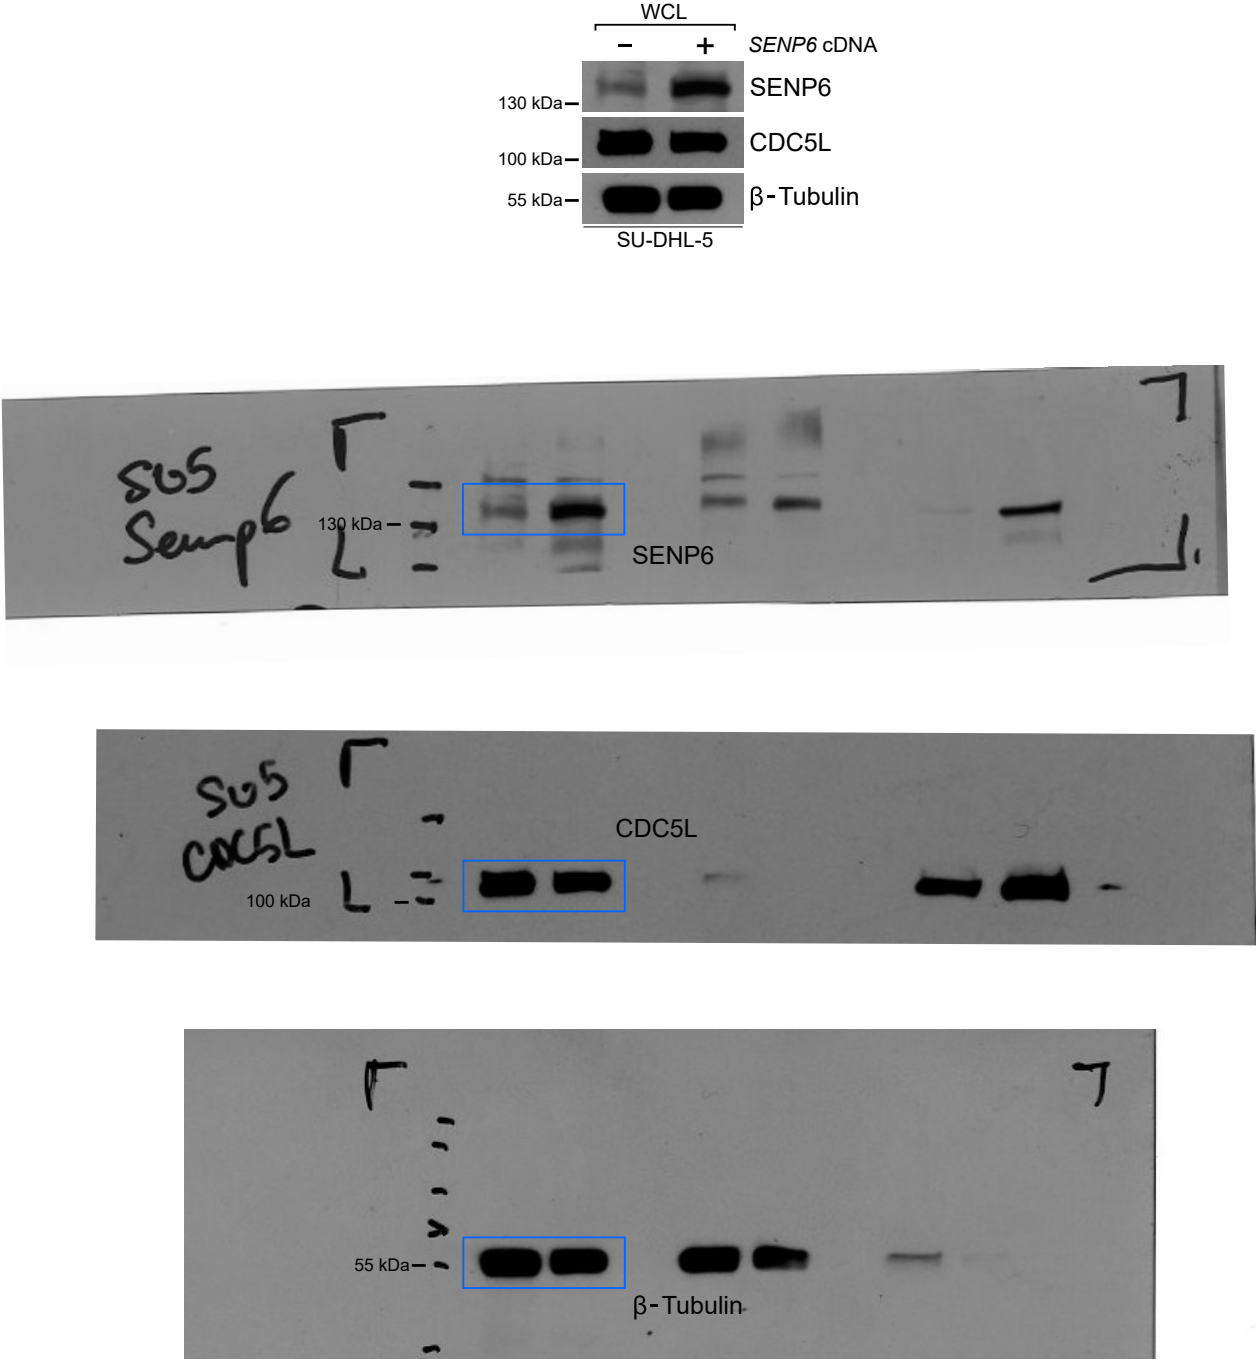 WCL
− + SENP6 cDNA
130 kDa SENP6
100 kDa CDC5L
55 kDa β-Tubulin
SU-DHL-5
SU5
Senp6
130 kDa
SENP6
SU5
CDC5L
CDC5L
100 kDa
55 kDa
β-Tubulin